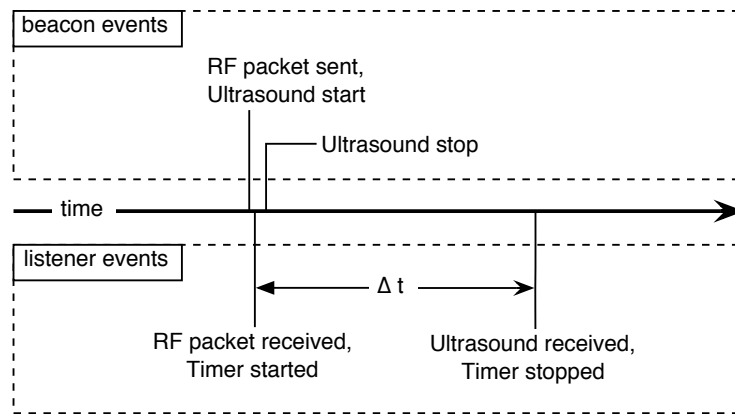 beacon events
RF packet sent,
Ultrasound start
Ultrasound stop
time
listener events
Δ t
RF packet received,
Timer started
Ultrasound received,
Timer stopped